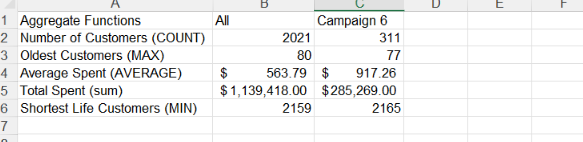 A B C D E F
1 Aggregate Functions All Campaign 6
2 Number of Customers (COUNT) 2021 311
3 Oldest Customers (MAX) 80 77
4 Average Spent (AVERAGE) $ 563.79 $ 917.26
5 Total Spent (sum) $1,139,418.00 $285,269.00
6 Shortest Life Customers (MIN) 2159 2165
7